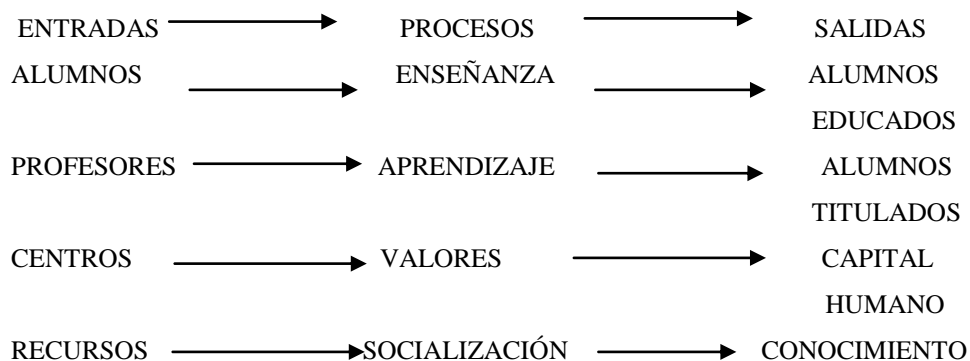 ENTRADAS PROCESOS SALIDAS
ALUMNOS ENSEÑANZA ALUMNOS
EDUCADOS
PROFESORES APRENDIZAJE ALUMNOS
TITULADOS
CENTROS VALORES CAPITAL
HUMANO
RECURSOS SOCIALIZACIÓN CONOCIMIENTO